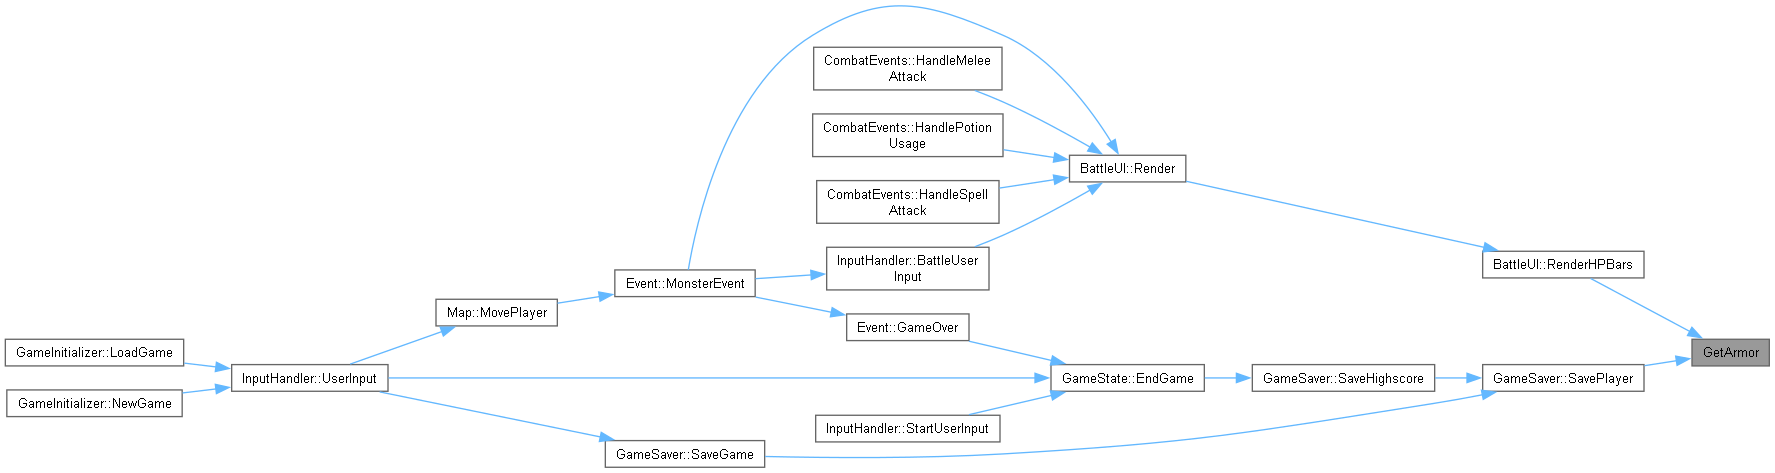 CombatEvents::HandleMelee
Attack
CombatEvents::HandlePotion
Usage
BattleUI::Render
CombatEvents::HandleSpell
Attack
InputHandler::BattleUser
Input
BattleUI::RenderHPBars
Event::MonsterEvent
Map::MovePlayer
Event::GameOver
GameInitializer::LoadGame
GetArmor
InputHandler::UserInput
GameState::EndGame
GameSaver::SaveHighscore
GameSaver::SavePlayer
GameInitializer::NewGame
InputHandler::StartUserInput
GameSaver::SaveGame